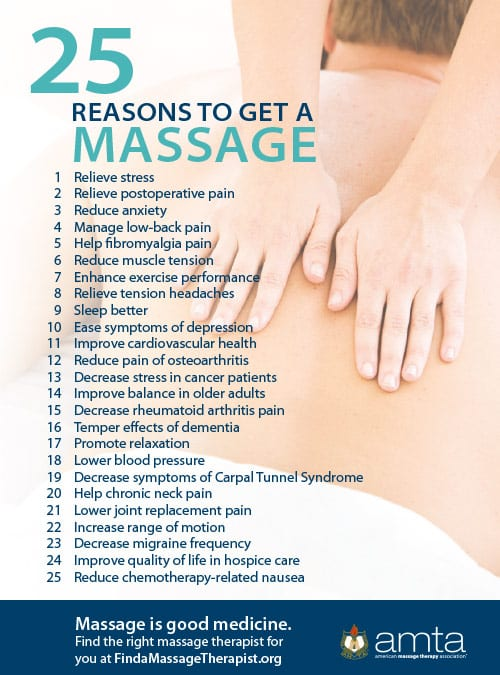 25
REASONS TO GET A
MASSAGE
1 Relieve stress
2 Relieve postoperative pain
3 Reduce anxiety
4 Manage low-back pain
5 Help fibromyalgia pain
6 Reduce muscle tension
7 Enhance exercise performance
8 Relieve tension headaches
9 Sleep better
10 Ease symptoms of depression
11 Improve cardiovascular health
12 Reduce pain of osteoarthritis
13 Decrease stress in cancer patients
14 Improve balance in older adults
15 Decrease rheumatoid arthritis pain
16 Temper effects of dementia
17 Promote relaxation
18 Lower blood pressure
19 Decrease symptoms of Carpal Tunnel Syndrome
20 Help chronic neck pain
21 Lower joint replacement pain
22 Increase range of motion
23 Decrease migraine frequency
24 Improve quality of life in hospice care
25 Reduce chemotherapy-related nausea
Massage is good medicine.
Find the right massage therapist for
you at FindaMassageTherapist.org
amta
american massage therapy association®